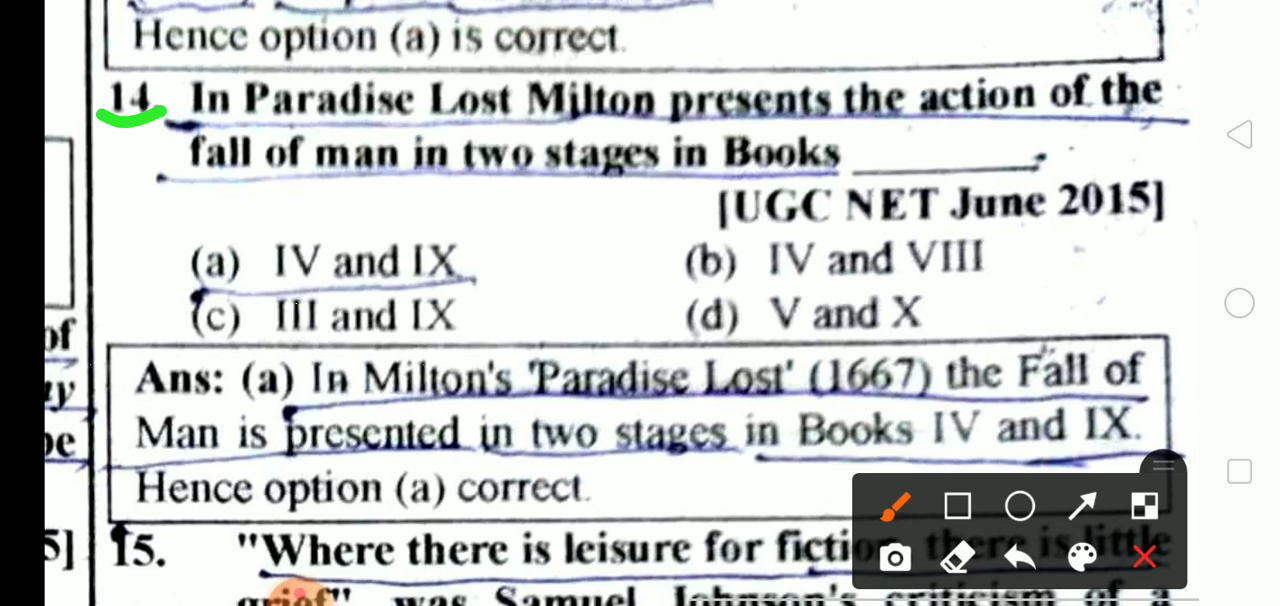 Hence option (a) is correct.
14. In Paradise Lost Milton presents the action of the
fall of man in two stages in Books ________.
[UGC NET June 2015]
(a) IV and IX (b) IV and VIII
(c) III and IX (d) V and X
of
Ans: (a) In Milton's 'Paradise Lost' (1667) the Fall of
Man is presented in two stages in Books IV and IX.
Hence option (a) correct.
5] 15. "Where there is leisure for fiction there is little
grief" was Samuel Johnson's criticism of a